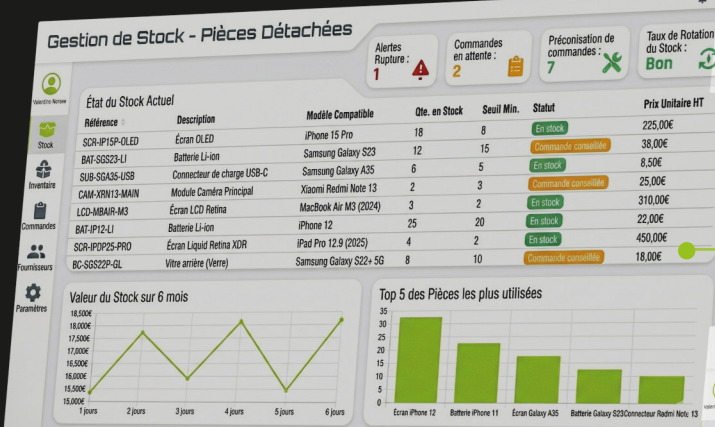 Gestion de Stock - Pièces Détachées
Alertes
Rupture :
1
Commandes
en attente :
2
Préconisation de
commandes :
7
Taux de Rotation
du Stock :
Bon
Valentins Norsee
Stock
Inventaire
Commandes
Fournisseurs
Paramètres
État du Stock Actuel
Référence Description Modèle Compatible Qte. en Stock Seuil Min. Statut Prix Unitaire HT
SCR-IP15P-OLED Écran OLED iPhone 15 Pro 18 8 En stock 225,00€
BAT-SGS23-LI Batterie Li-ion Samsung Galaxy S23 12 15 Commande conseillée 38,00€
SUB-SGA35-USB Connecteur de charge USB-C Samsung Galaxy A35 6 5 En stock 8,50€
CAM-XRN13-MAIN Module Caméra Principal Xiaomi Redmi Note 13 2 3 Commande conseillée 25,00€
LCD-MBAIR-M3 Écran LCD Retina MacBook Air M3 (2024) 3 2 En stock 310,00€
BAT-IP12-LI Batterie Li-ion iPhone 12 25 20 En stock 22,00€
SCR-IPDP25-PRO Écran Liquid Retina XDR iPad Pro 12.9 (2025) 4 2 En stock 450,00€
BC-SGS22P-GL Vitre arrière (Verre) Samsung Galaxy S22+ 5G 8 10 Commande conseillée 18,00€
Valeur du Stock sur 6 mois
18,500€
18,000€
17,500€
17,000€
16,500€
16,000€
15,500€
15,000€
1 jours 2 jours 3 jours 4 jours 5 jours 6 jours
Top 5 des Pièces les plus utilisées
35
30
25
20
15
10
5
0
Écran iPhone 12 Batterie iPhone 11 Écran Galaxy A35 Batterie Galaxy S23 Connecteur Radmi Note 13